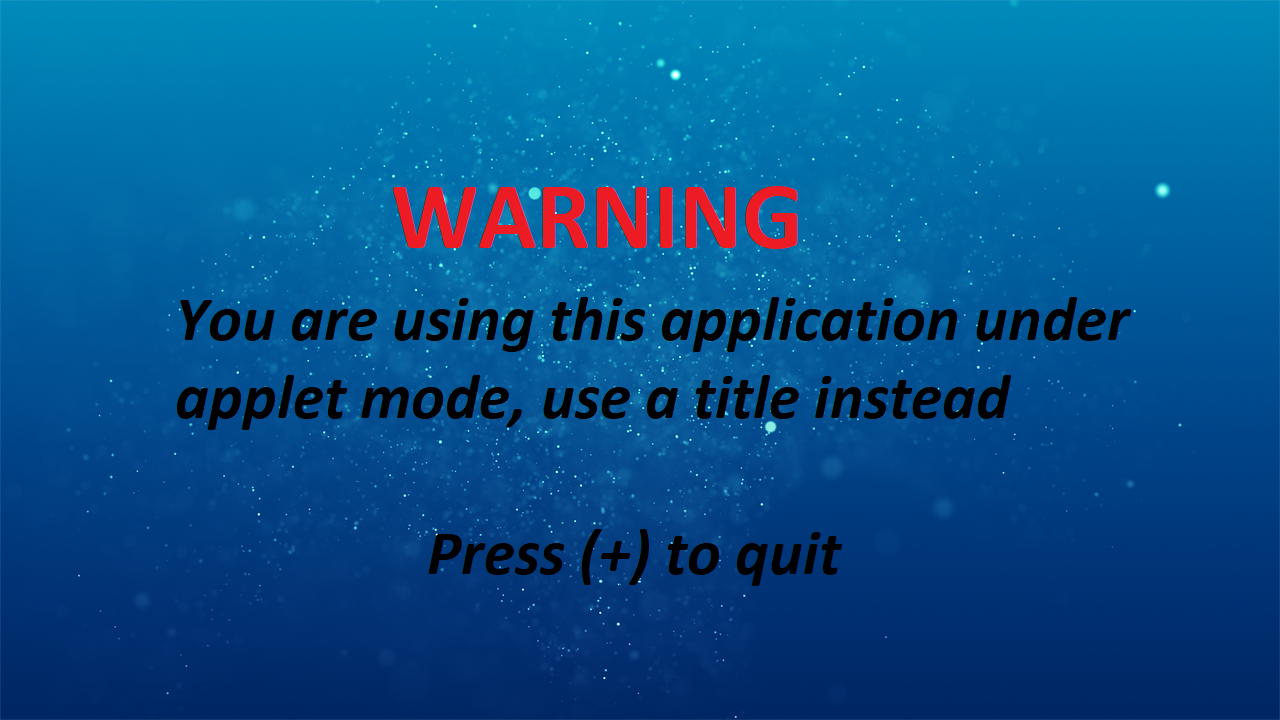 WARNING
You are using this application under
applet mode, use a title instead
Press (+) to quit